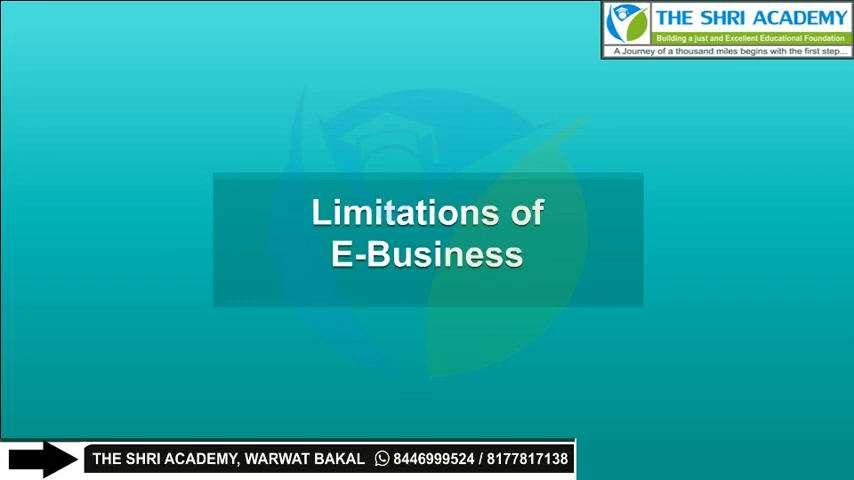 THE SHRI ACADEMY
Building a just and Excellent Educational Foundation
A Journey of a thousand miles begins with the first step...
Limitations of
E-Business
THE SHRI ACADEMY, WARWAT BAKAL 8446999524 / 8177817138